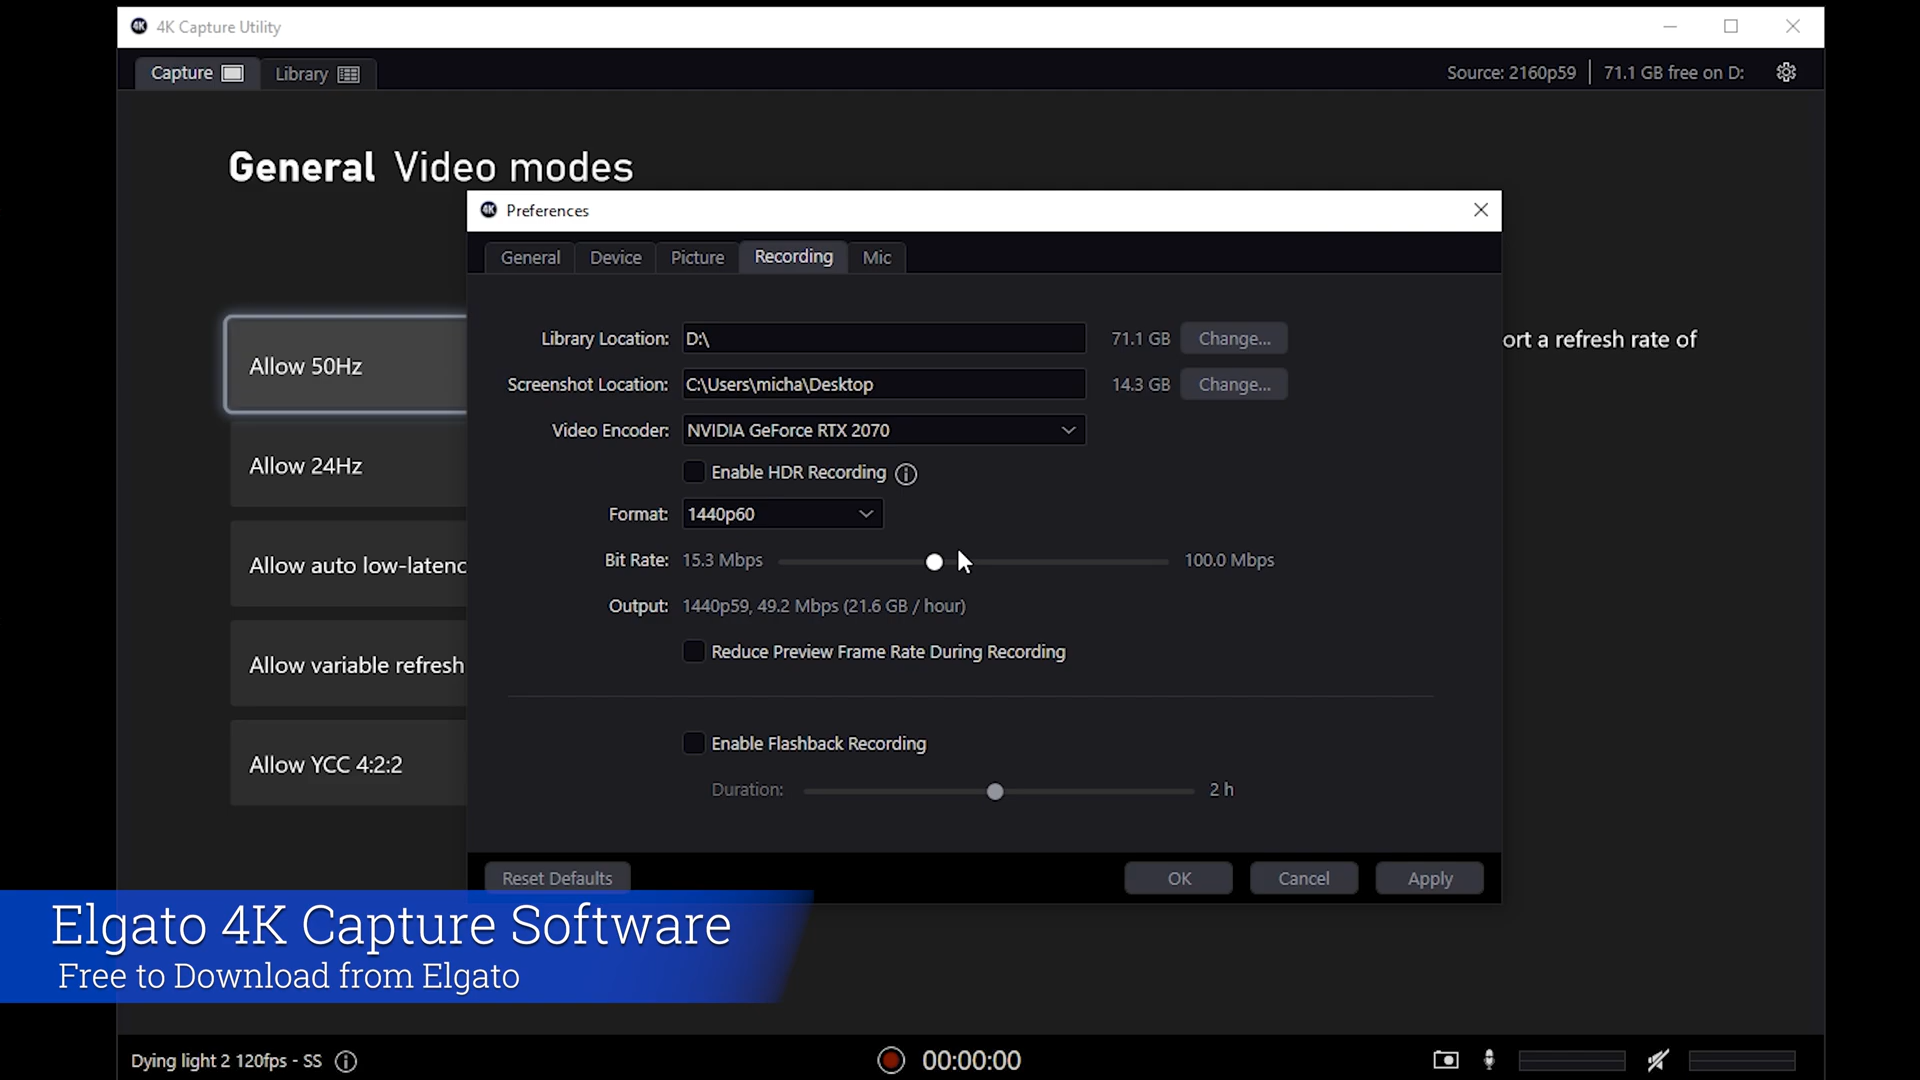 4K Capture Utility
Capture
Library
Source: 2160p59
71.1 GB free on D:
General Video modes
4K Preferences
General
Device
Picture
Recording
Mic
Library Location: D:\ 71.1 GB Change...
ort a refresh rate of
Allow 50Hz
Screenshot Location: C:\Users\micha\Desktop 14.3 GB Change...
Video Encoder: NVIDIA GeForce RTX 2070
Allow 24Hz
Enable HDR Recording
Format: 1440p60
Allow auto low-latenc
Bit Rate: 15.3 Mbps 100.0 Mbps
Output: 1440p59, 49.2 Mbps (21.6 GB / hour)
Allow variable refresh
Reduce Preview Frame Rate During Recording
Enable Flashback Recording
Allow YCC 4:2:2
Duration: 2 h
Reset Defaults
OK
Cancel
Apply
Elgato 4K Capture Software
Free to Download from Elgato
Dying light 2 120fps - SS
00:00:00